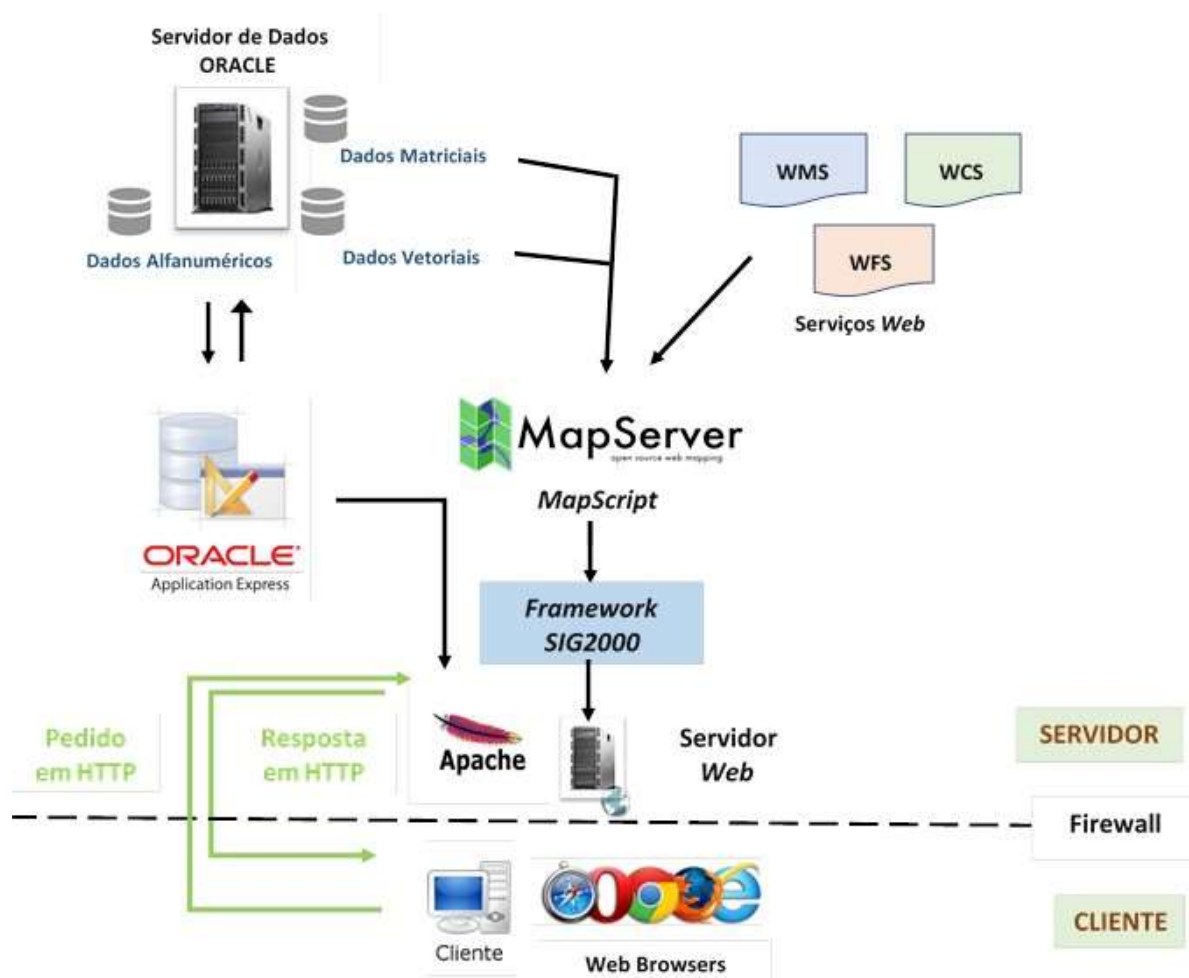 Servidor de Dados
ORACLE
Dados Matriciais
Dados Alfanuméricos
Dados Vetoriais
WMS
WCS
WFS
Serviços Web
MapServer
open source web mapping
MapScript
ORACLE
Application Express
Framework
SIG2000
Pedido
em HTTP
Resposta
em HTTP
Apache
Servidor
Web
SERVIDOR
Firewall
CLIENTE
Cliente
Web Browsers